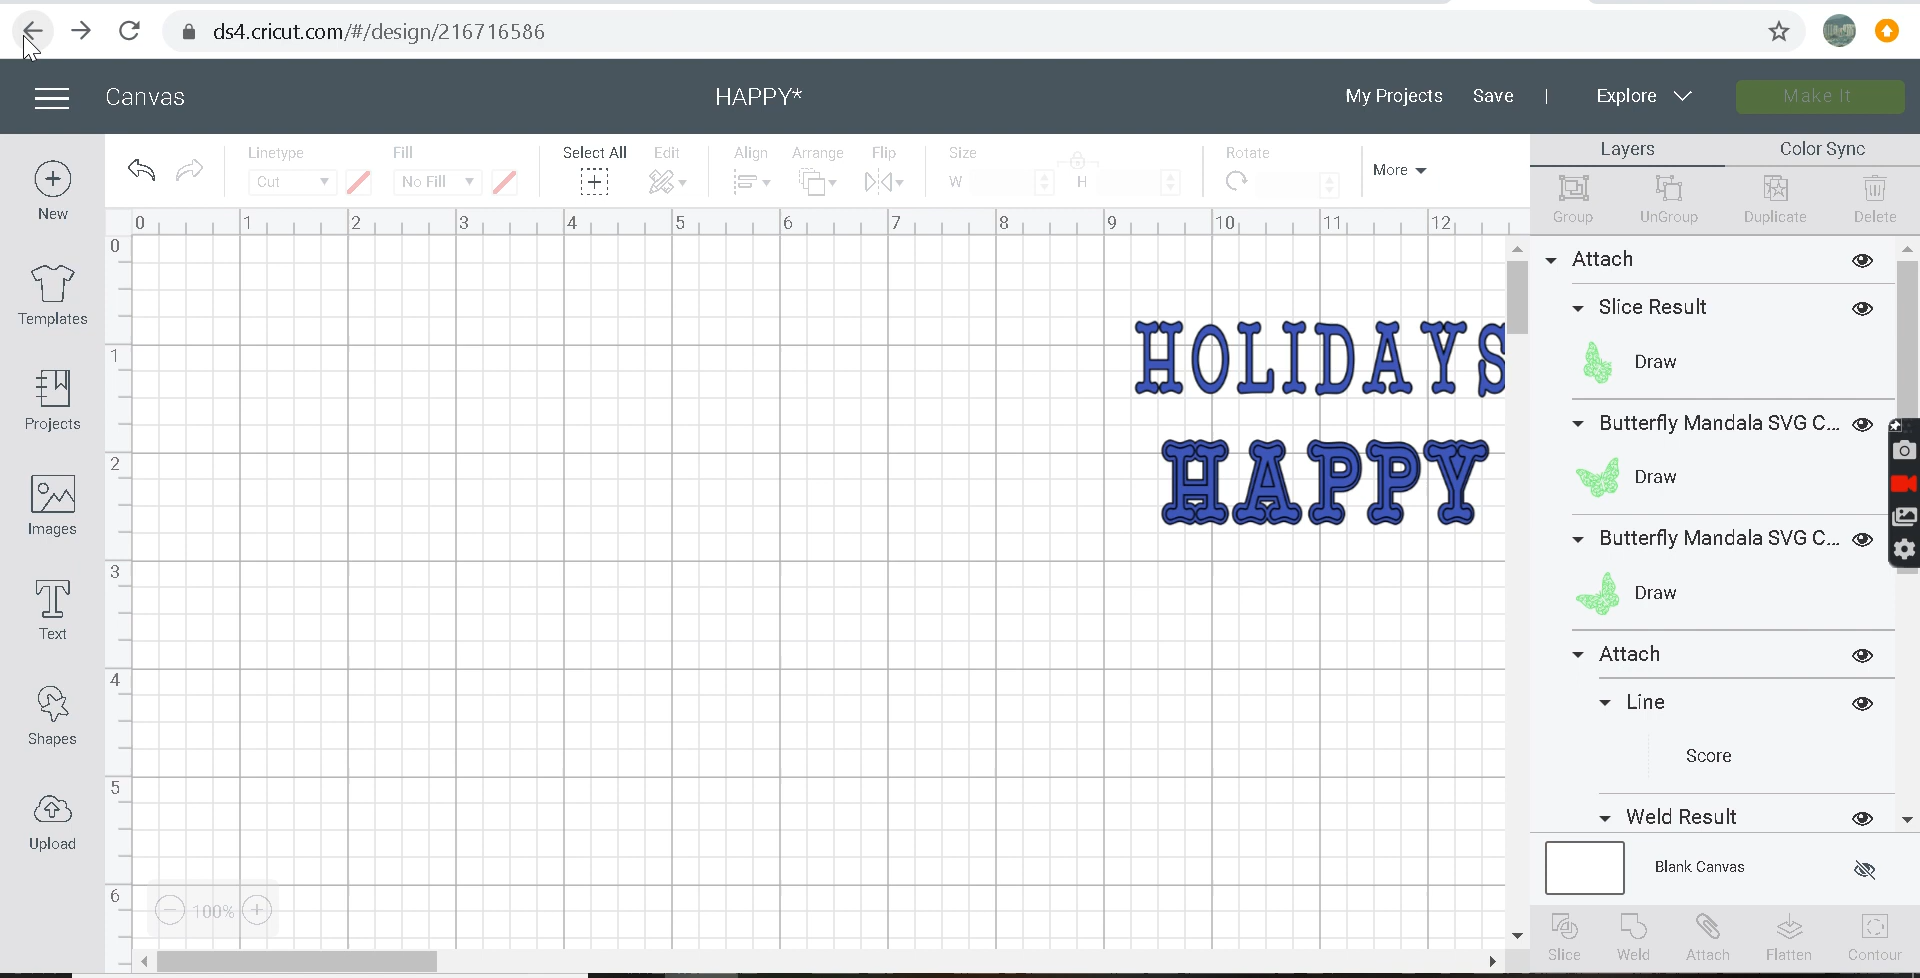 ds4.cricut.com/#/design/216716586
Canvas
HAPPY*
My Projects
Save
Explore
Make It
New
Templates
Projects
Images
Text
Shapes
Upload
Linetype
Cut
Fill
No Fill
Select All
Edit
Align
Arrange
Flip
Size
W
H
Rotate
More
0 1 2 3 4 5 6 7 8 9 10 11 12
0
1
2
3
4
5
6
HOLIDAYS
HAPPY
100%
Layers
Color Sync
Group
UnGroup
Duplicate
Delete
Attach
Slice Result
Draw
Butterfly Mandala SVG C...
Draw
Butterfly Mandala SVG C...
Draw
Attach
Line
Score
Weld Result
Blank Canvas
Slice
Weld
Attach
Flatten
Contour